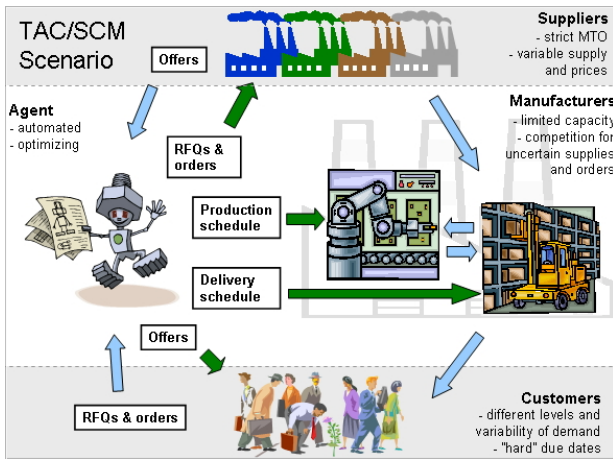 TAC/SCM
Scenario
Offers
Suppliers
- strict MTO
- variable supply
and prices
Agent
- automated
- optimizing
RFQs &
orders
Manufacturers
- limited capacity
- competition for
uncertain supplies
and orders
Production
schedule
Delivery
schedule
Offers
RFQs & orders
Customers
- different levels and
variability of demand
- "hard" due dates